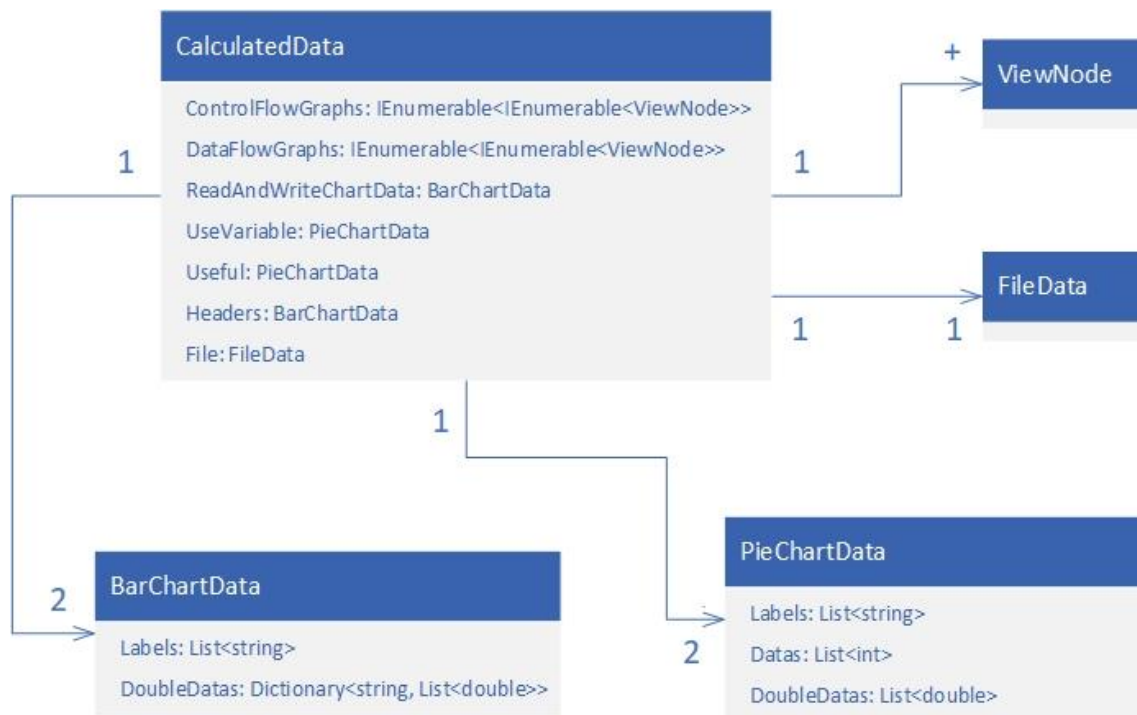 CalculatedData
ControlFlowGraphs: IEnumerable<IEnumerable<ViewNode>>
DataFlowGraphs: IEnumerable<IEnumerable<ViewNode>>
ReadAndWriteChartData: BarChartData
UseVariable: PieChartData
Useful: PieChartData
Headers: BarChartData
File: FileData
1
1
+
ViewNode
1
1
FileData
1
2
BarChartData
Labels: List<string>
DoubleDatas: Dictionary<string, List<double>>
2
PieChartData
Labels: List<string>
Datas: List<int>
DoubleDatas: List<double>